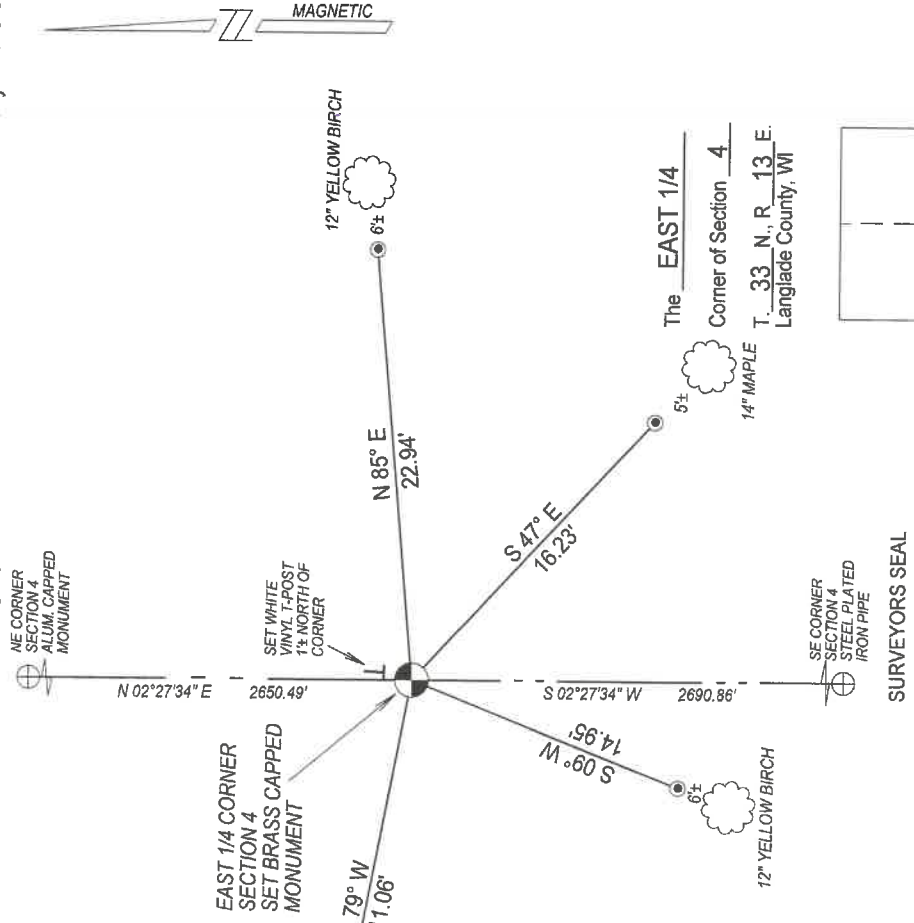 MAGNETIC
NE CORNER
SECTION 4
ALUM. CAPPED
MONUMENT
12" YELLOW BIRCH
6'±
SET WHITE
VINYL T-POST
1'± NORTH OF
CORNER
N 02°27'34" E 2650.49'
N 85° E
22.94'
EAST 1/4 CORNER
SECTION 4
SET BRASS CAPPED
MONUMENT
79° W
1.06'
S 47° E
16.23'
5'±
14" MAPLE
S 09° W
14.95'
6'±
12" YELLOW BIRCH
S 02°27'34" W 2690.86'
SE CORNER
SECTION 4
STEEL PLATED
IRON PIPE
The EAST 1/4
Corner of Section 4
T. 33 N., R 13 E.
Langlade County, WI
SURVEYORS SEAL